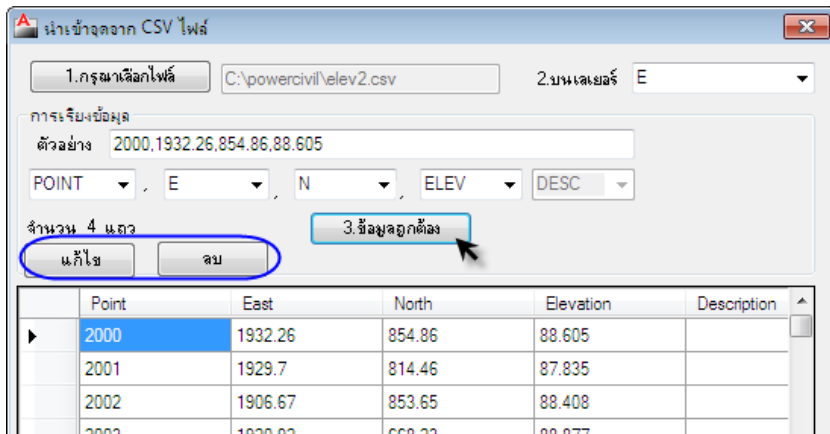 นำเข้าจุดจาก CSV ไฟล์
1.กรุณาเลือกไฟล์ C:\powercivil\elev2.csv 2.บนเลเยอร์ E
การเรียงข้อมูล
ตัวอย่าง 2000,1932.26,854.86,88.605
POINT , E , N , ELEV DESC
จำนวน 4 แถว 3.ข้อมูลถูกต้อง
แก้ไข ลบ
Point East North Elevation Description
2000 1932.26 854.86 88.605
2001 1929.7 814.46 87.835
2002 1906.67 853.65 88.408